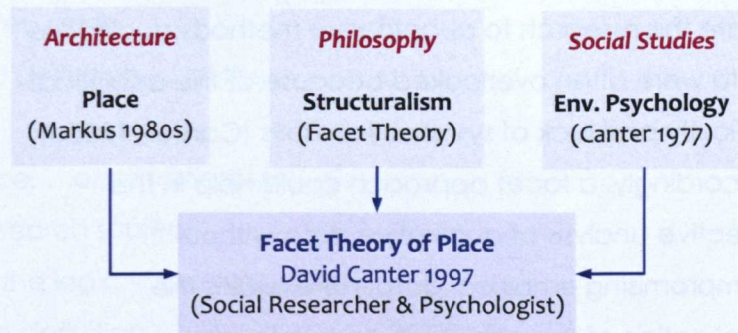 Architecture
Place
(Markus 1980s)
Philosophy
Structuralism
(Facet Theory)
Social Studies
Env. Psychology
(Canter 1977)
Facet Theory of Place
David Canter 1997
(Social Researcher & Psychologist)